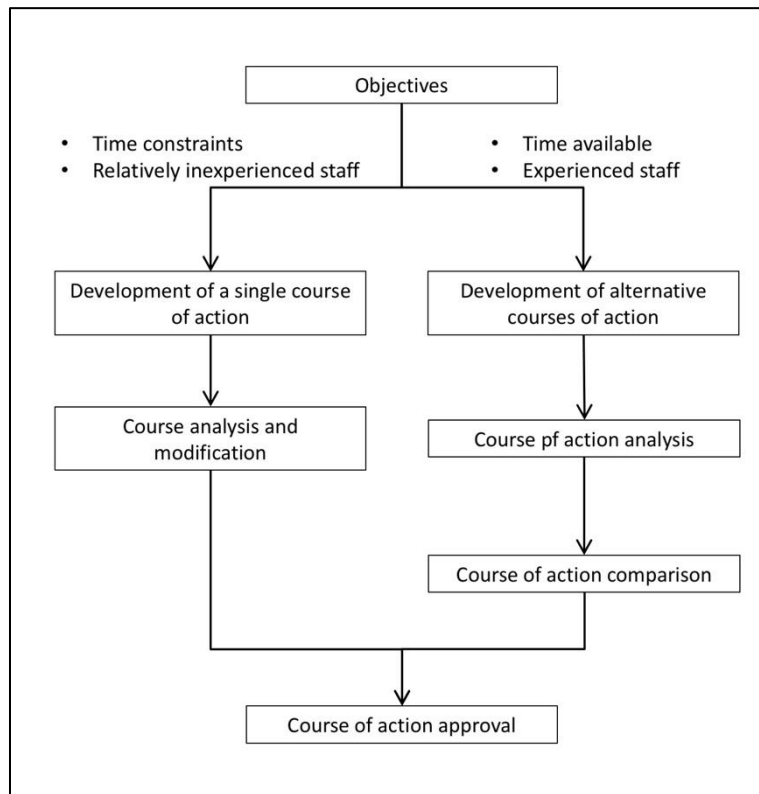 Objectives
• Time constraints
• Relatively inexperienced staff
• Time available
• Experienced staff
Development of a single course
of action
Development of alternative
courses of action
Course analysis and
modification
Course pf action analysis
Course of action comparison
Course of action approval